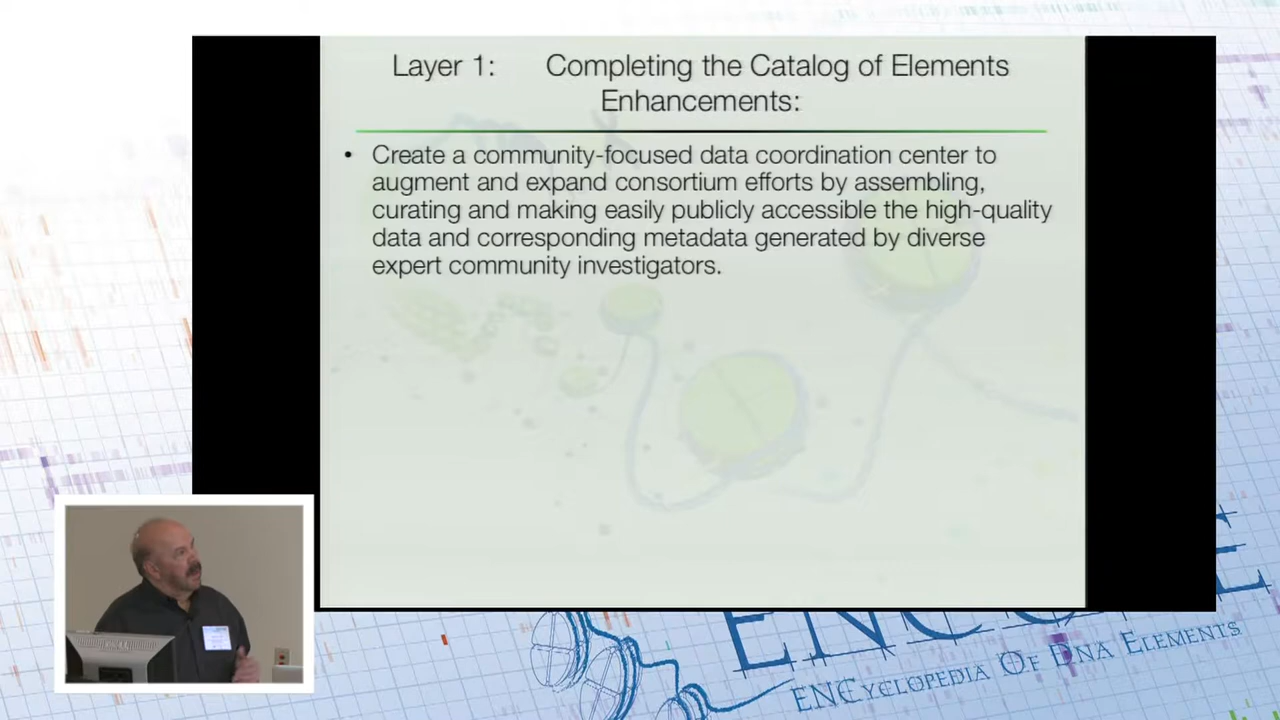 Layer 1: Completing the Catalog of Elements
Enhancements:
• Create a community-focused data coordination center to
augment and expand consortium efforts by assembling,
curating and making easily publicly accessible the high-quality
data and corresponding metadata generated by diverse
expert community investigators.
ENCyclopedia Of Dna Elements